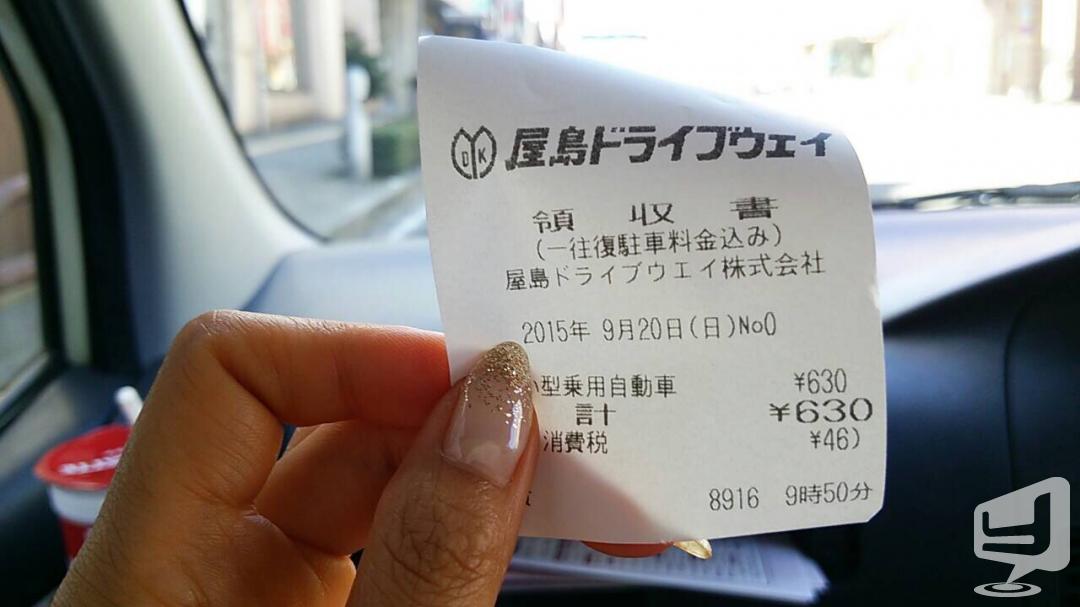 DK 屋島ドライブウェイ
領 収 書
(一往復駐車料金込み)
屋島ドライブウエイ株式会社
2015年 9月20日(日)No0
小型乗用自動車 ¥630
計 ¥630
消費税 ¥46)
8916 9時50分